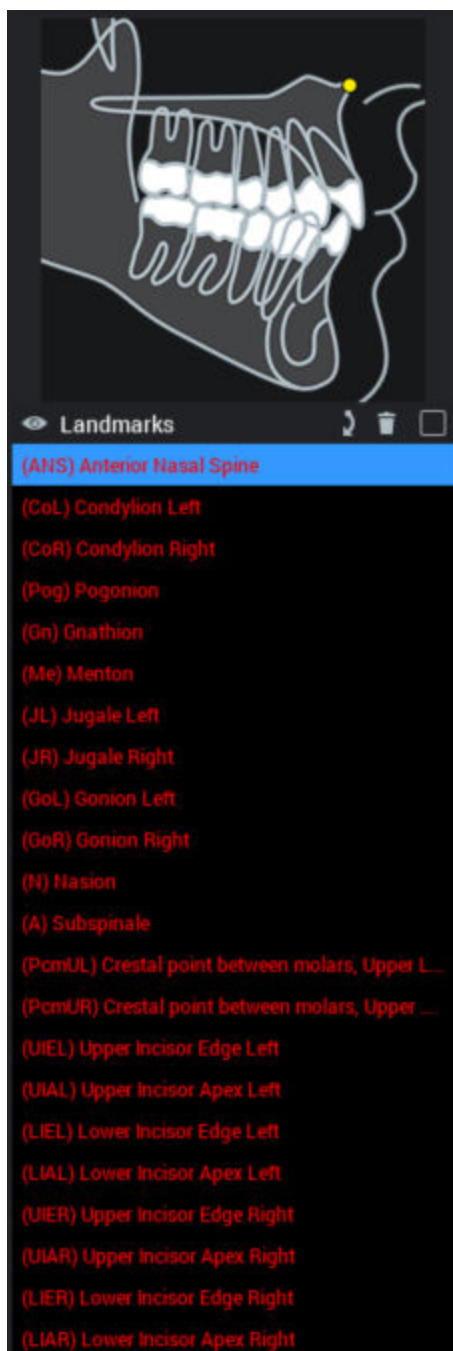 Landmarks
(ANS) Anterior Nasal Spine
(CoL) Condylion Left
(CoR) Condylion Right
(Pog) Pogonion
(Gn) Gnathion
(Me) Menton
(JL) Jugale Left
(JR) Jugale Right
(GoL) Gonion Left
(GoR) Gonion Right
(N) Nasion
(A) Subspinale
(PcmUL) Crestal point between molars, Upper L...
(PcmUR) Crestal point between molars, Upper ...
(UIEL) Upper Incisor Edge Left
(UIAL) Upper Incisor Apex Left
(LIEL) Lower Incisor Edge Left
(LIAL) Lower Incisor Apex Left
(UIER) Upper Incisor Edge Right
(UIAR) Upper Incisor Apex Right
(LIER) Lower Incisor Edge Right
(LIAR) Lower Incisor Apex Right